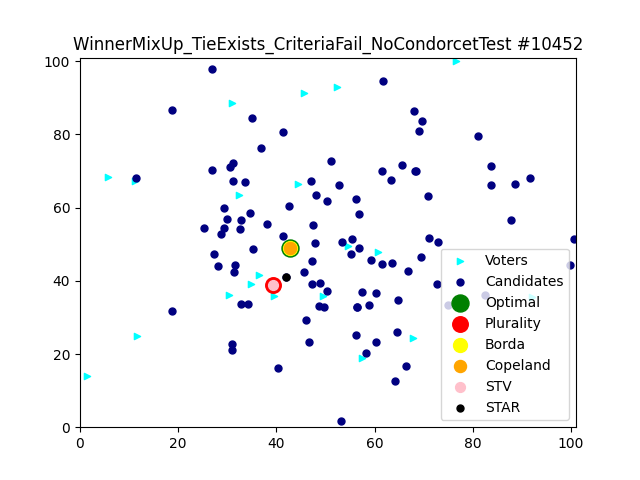 WinnerMixUp_TieExists_CriteriaFail_NoCondorcetTest #10452
100
80
60
40
20
0
0 20 40 60 80 100
Voters
Candidates
Optimal
Plurality
Borda
Copeland
STV
STAR